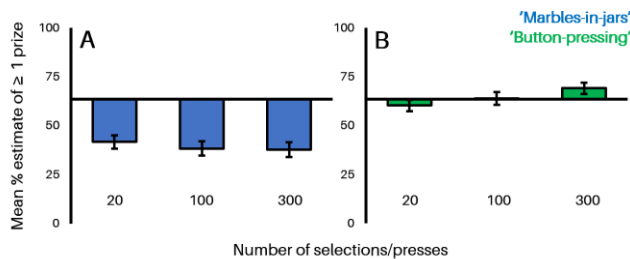 'Marbles-in-jars'
'Button-pressing'
Mean % estimate of ≥ 1 prize
A
100
75
50
25
0
20 100 300
B
100
75
50
25
0
20 100 300
Number of selections/presses